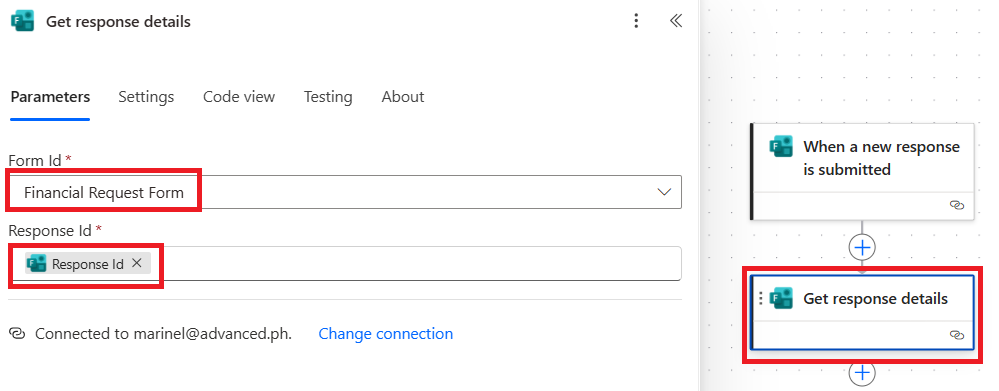 Get response details
Parameters Settings Code view Testing About
Form Id *
Financial Request Form
Response Id *
Response Id ×
Connected to marinel@advanced.ph. Change connection
When a new response
is submitted
Get response details